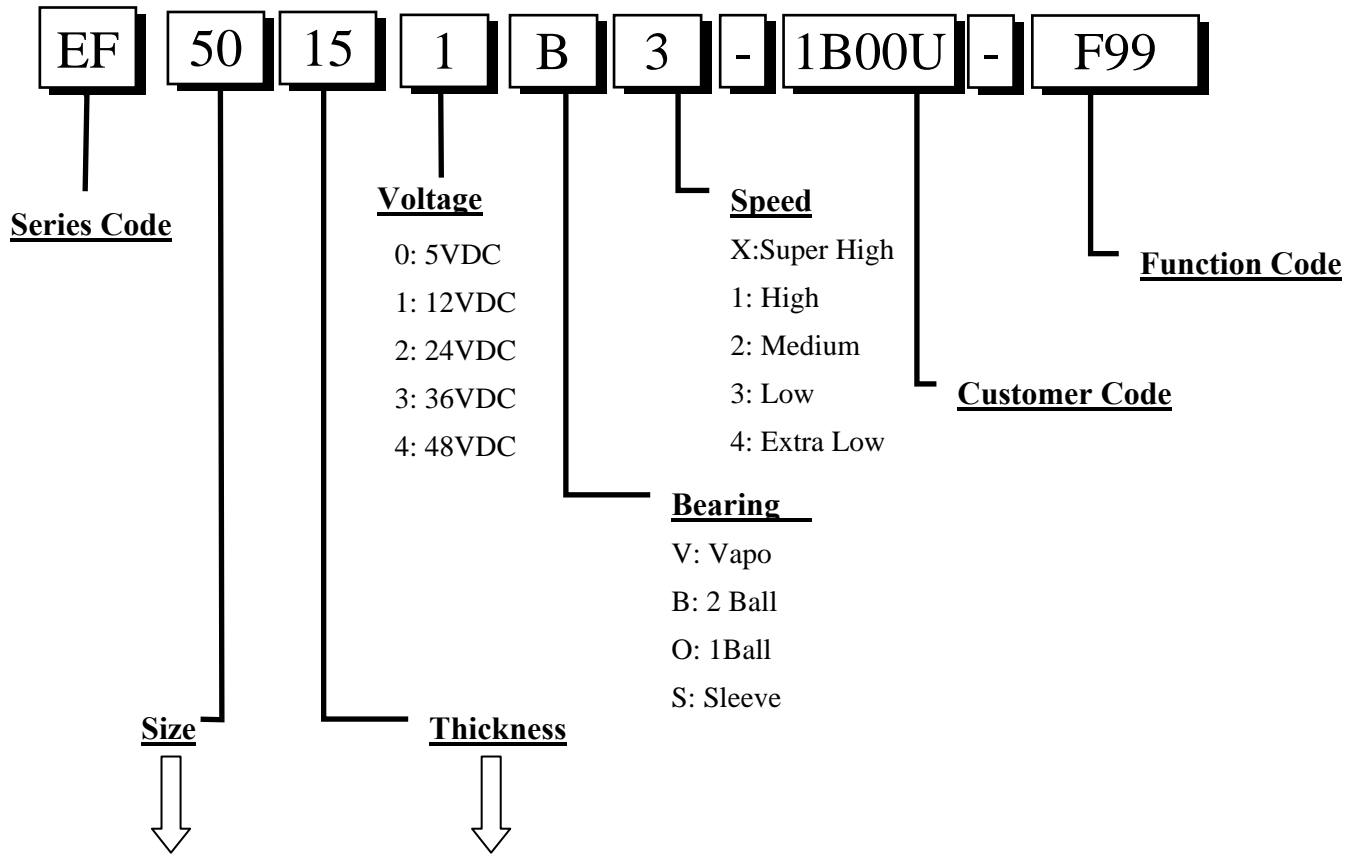 EF 50 15 1 B 3 - 1B00U - F99
Series Code
Voltage
0: 5VDC
1: 12VDC
2: 24VDC
3: 36VDC
4: 48VDC
Speed
X:Super High
1: High
2: Medium
3: Low
4: Extra Low
Function Code
Customer Code
Bearing
V: Vapo
B: 2 Ball
O: 1Ball
S: Sleeve
Size
Thickness